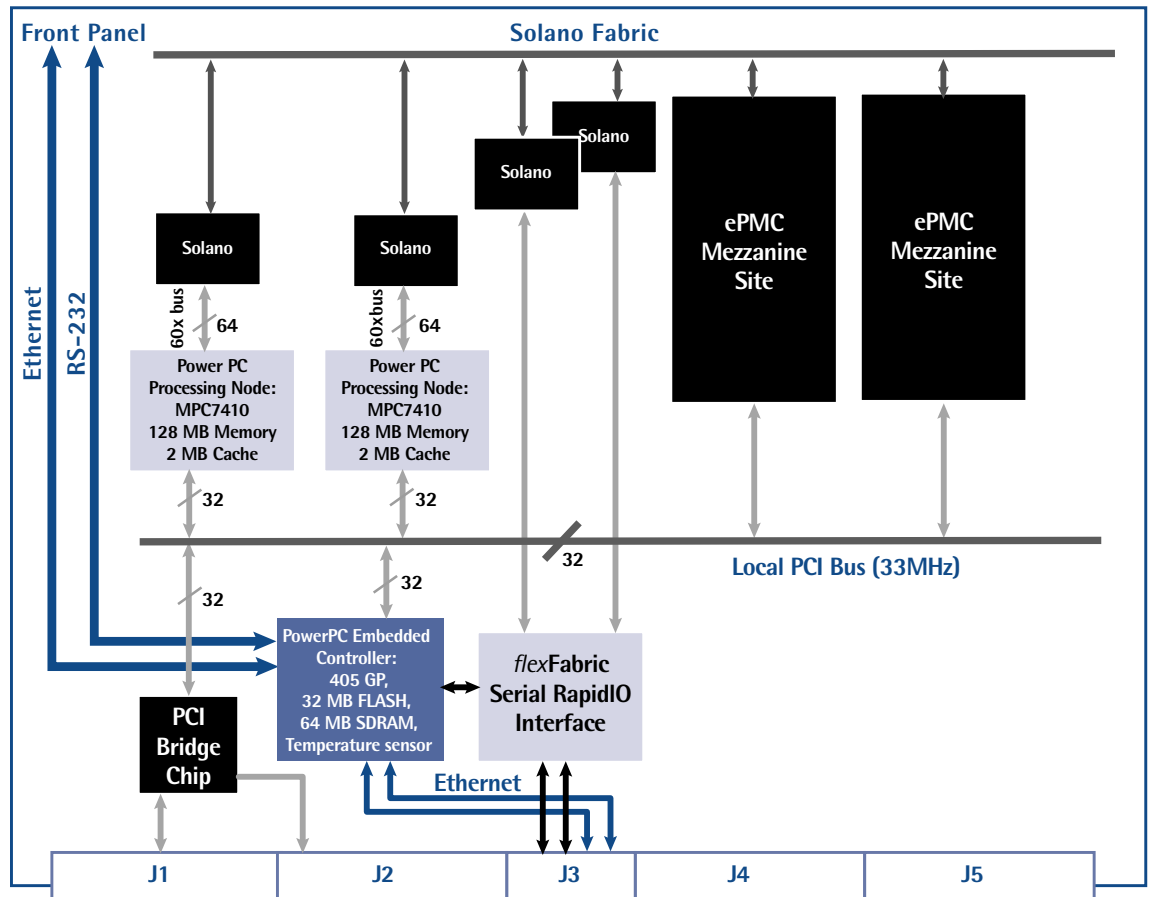 Front Panel
Solano Fabric
Ethernet
RS-232
Solano
Solano
Solano
Solano
ePMC
Mezzanine
Site
ePMC
Mezzanine
Site
60x bus
64
60xbus
64
Power PC
Processing Node:
MPC7410
128 MB Memory
2 MB Cache
Power PC
Processing Node:
MPC7410
128 MB Memory
2 MB Cache
32
32
32
Local PCI Bus (33MHz)
32
32
PowerPC Embedded
Controller:
405 GP,
32 MB FLASH,
64 MB SDRAM,
Temperature sensor
flexFabric
Serial RapidIO
Interface
PCI
Bridge
Chip
Ethernet
J1
J2
J3
J4
J5